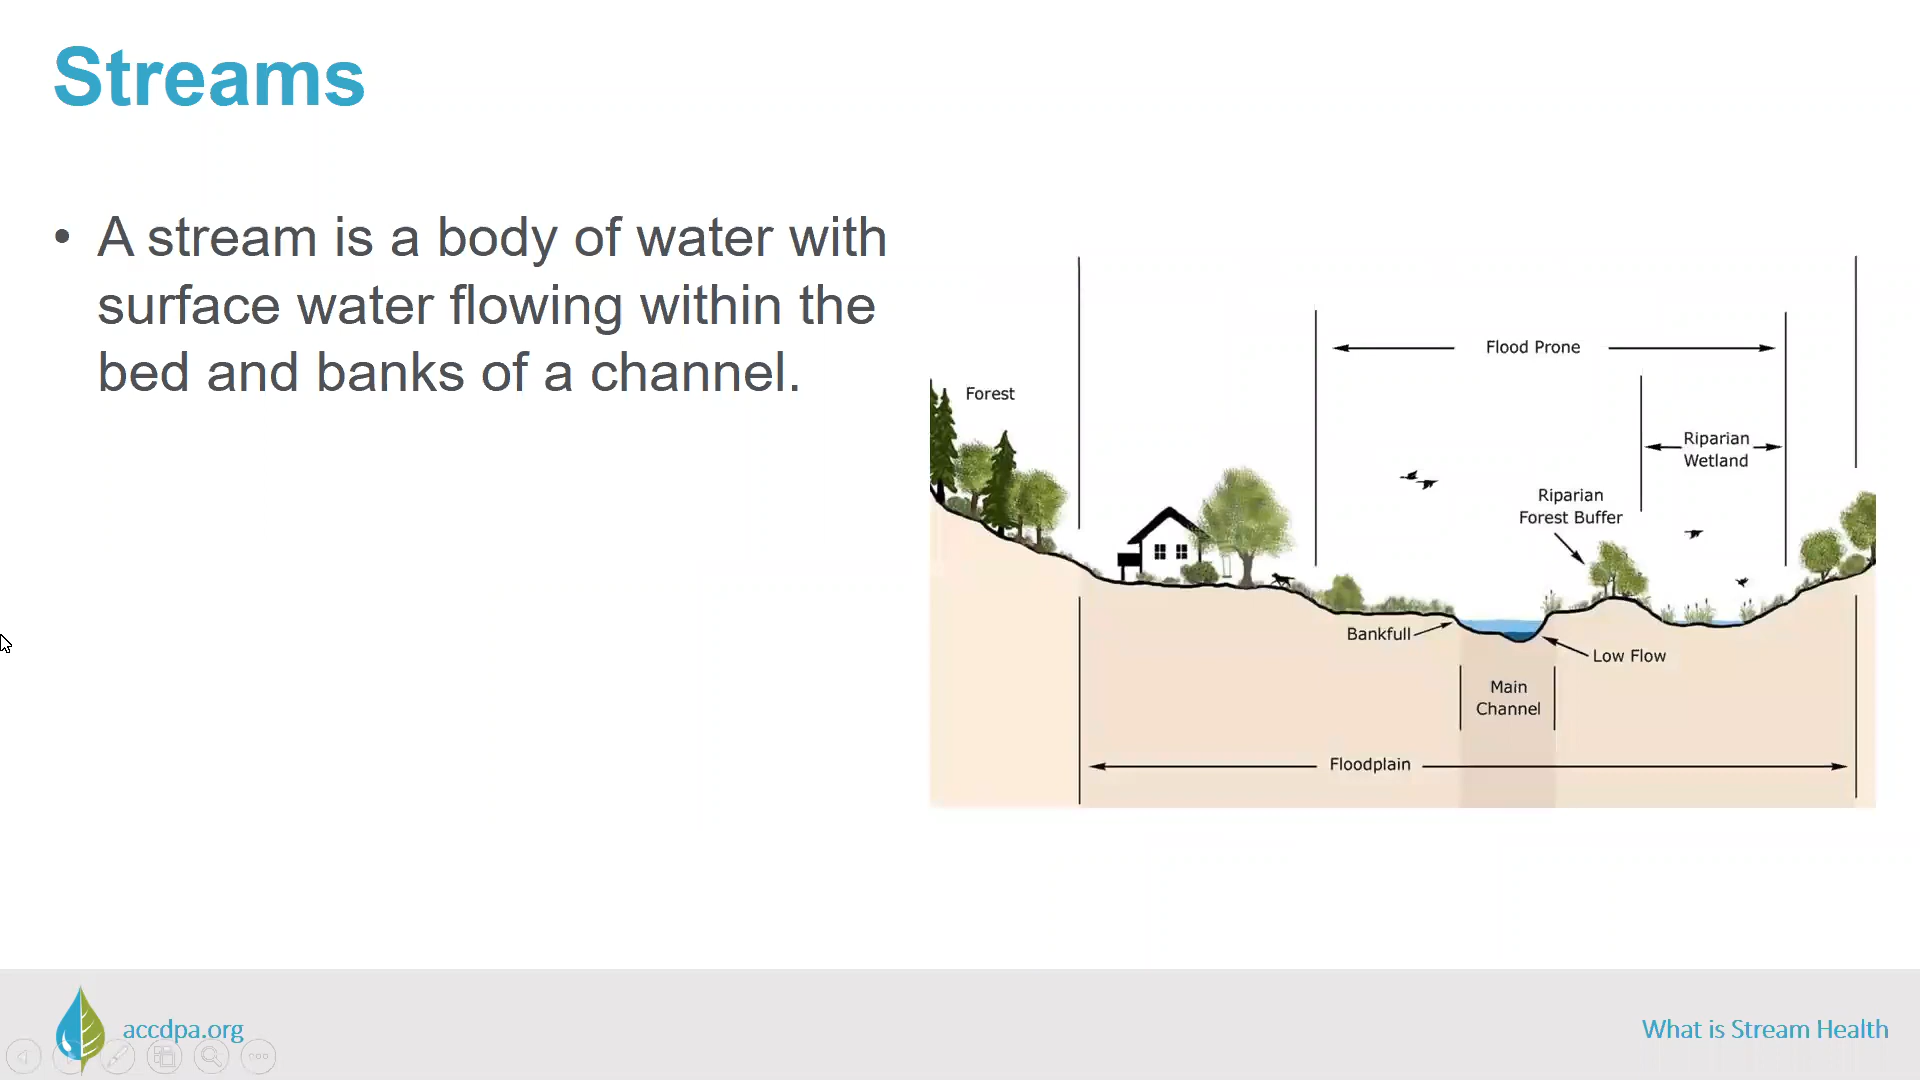 Streams
• A stream is a body of water with
surface water flowing within the
bed and banks of a channel.
Flood Prone
Forest
Riparian
Wetland
Riparian
Forest Buffer
Bankfull
Low Flow
Main
Channel
Floodplain
accdpa.org
What is Stream Health